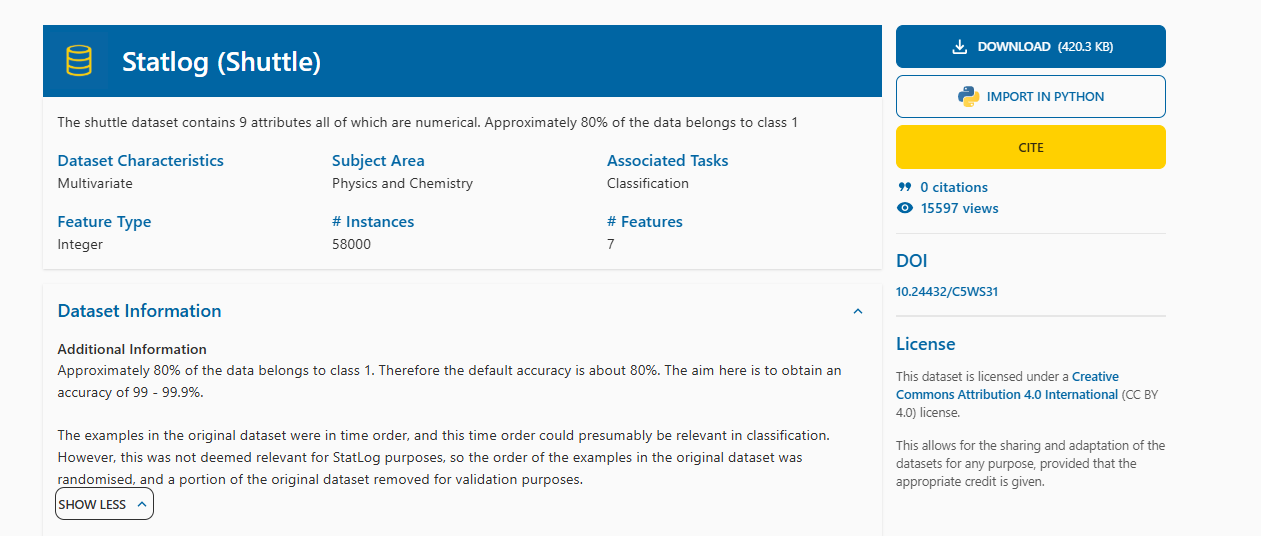 Statlog (Shuttle)
The shuttle dataset contains 9 attributes all of which are numerical. Approximately 80% of the data belongs to class 1
Dataset Characteristics
Multivariate
Subject Area
Physics and Chemistry
Associated Tasks
Classification
Feature Type
Integer
# Instances
58000
# Features
7
Dataset Information
Additional Information
Approximately 80% of the data belongs to class 1. Therefore the default accuracy is about 80%. The aim here is to obtain an
accuracy of 99 - 99.9%.
The examples in the original dataset were in time order, and this time order could presumably be relevant in classification.
However, this was not deemed relevant for StatLog purposes, so the order of the examples in the original dataset was
randomised, and a portion of the original dataset removed for validation purposes.
SHOW LESS
DOWNLOAD (420.3 KB)
IMPORT IN PYTHON
CITE
0 citations
15597 views
DOI
10.24432/C5WS31
License
This dataset is licensed under a Creative
Commons Attribution 4.0 International (CC BY
4.0) license.
This allows for the sharing and adaptation of the
datasets for any purpose, provided that the
appropriate credit is given.